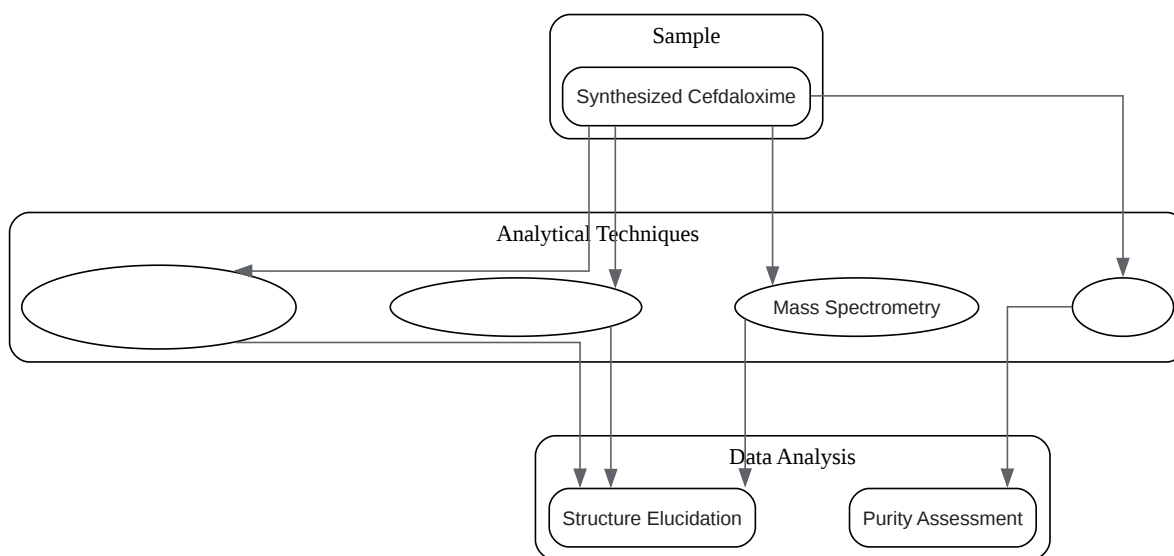 Sample
Synthesized Cefdaloxime
Analytical Techniques
Mass Spectrometry
Data Analysis
Structure Elucidation
Purity Assessment